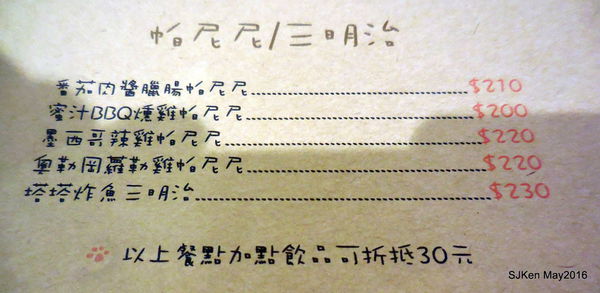 帕尼尼/三明治
番茄肉醬臘腸帕尼尼 $210
蜜汁BBQ燻雞帕尼尼 $200
墨西哥辣雞帕尼尼 $220
奧勒岡羅勒雞帕尼尼 $220
塔塔炸魚三明治 $230
以上餐點加點飲品可折抵30元
SJKen May2016